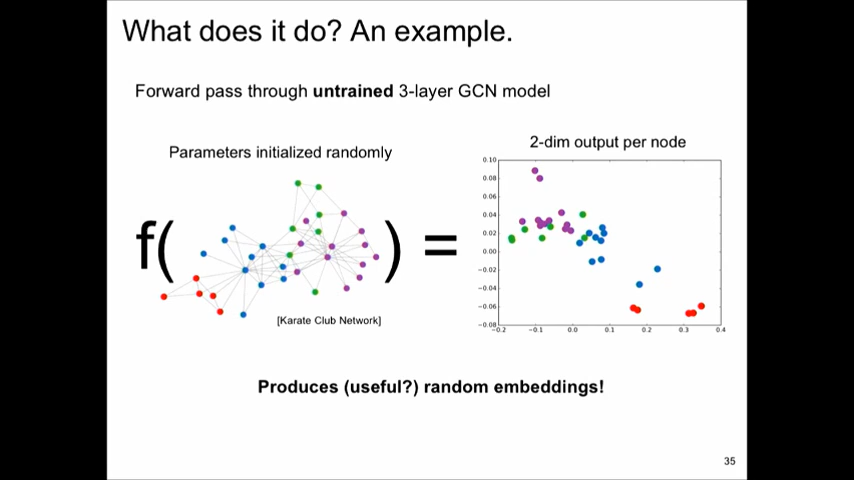 What does it do? An example.
Forward pass through untrained 3-layer GCN model
Parameters initialized randomly
2-dim output per node
f( ) =
0.10
0.08
0.06
0.04
0.02
0.00
−0.02
−0.04
−0.06
−0.08
−0.2 −0.1 0.0 0.1 0.2 0.3 0.4
[Karate Club Network]
Produces (useful?) random embeddings!
35